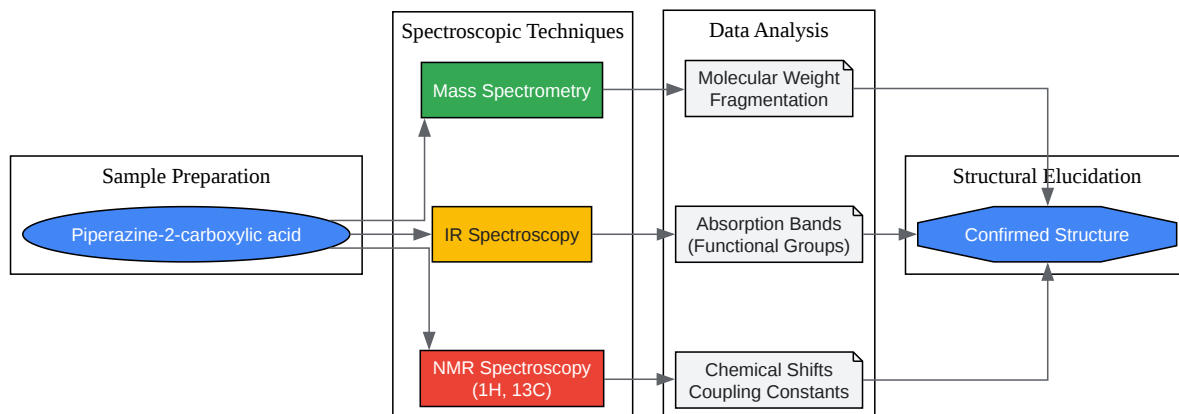 Spectroscopic Techniques
Data Analysis
Mass Spectrometry
Molecular Weight
Fragmentation
Sample Preparation
Structural Elucidation
Piperazine-2-carboxylic acid
IR Spectroscopy
Absorption Bands
(Functional Groups)
Confirmed Structure
NMR Spectroscopy
(1H, 13C)
Chemical Shifts
Coupling Constants